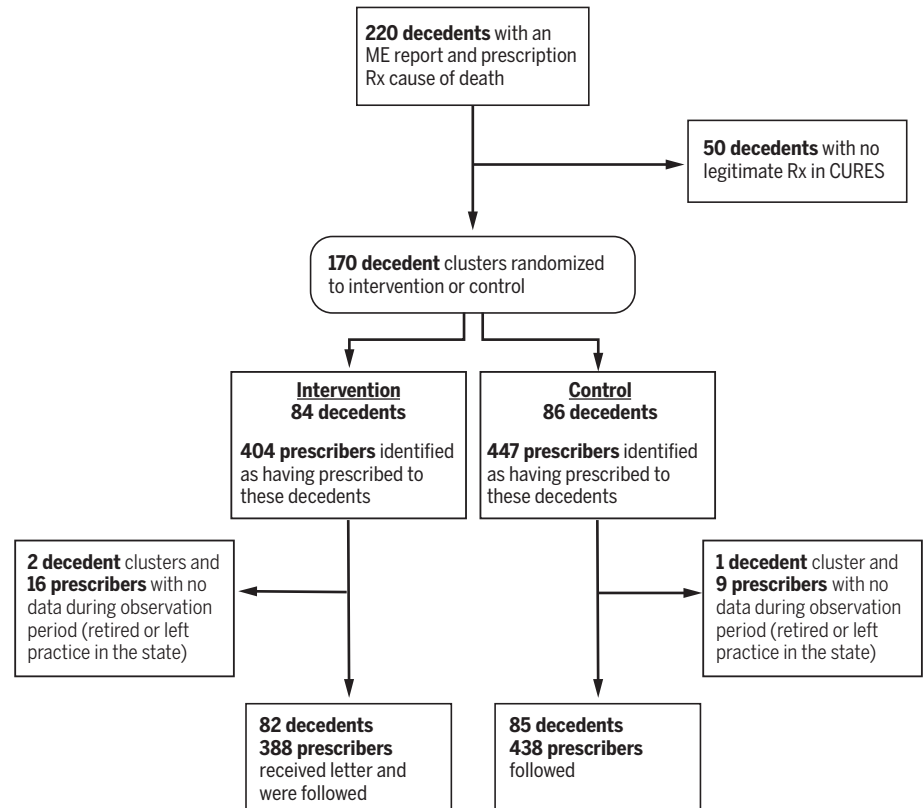 220 decedents with an
ME report and prescription
Rx cause of death
50 decedents with no
legitimate Rx in CURES
170 decedent clusters randomized
to intervention or control
Intervention
84 decedents
404 prescribers identified
as having prescribed to
these decedents
Control
86 decedents
447 prescribers identified
as having prescribed to
these decedents
2 decedent clusters and
16 prescribers with no
data during observation
period (retired or left
practice in the state)
1 decedent cluster and
9 prescribers with no
data during observation
period (retired or left
practice in the state)
82 decedents
388 prescribers
received letter and
were followed
85 decedents
438 prescribers
followed